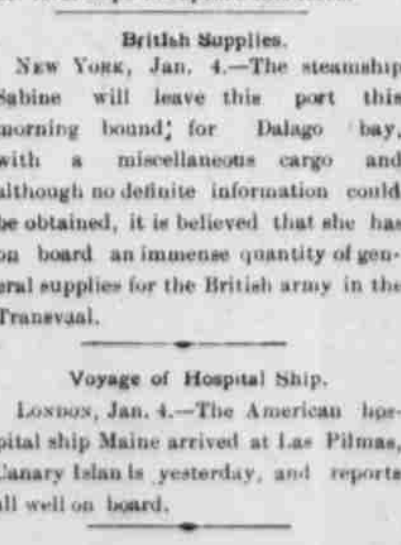 British Supplies.
NEW YORK, Jan. 4.—The steamship
Sabine will leave this port this
morning bound; for Dalago bay,
with a miscellaneous cargo and
although no definite information could
be obtained, it is believed that she has
on board an immense quantity of gen-
eral supplies for the British army in the
Transvaal.
Voyage of Hospital Ship.
LONDON, Jan. 4.—The American hos-
pital ship Maine arrived at Las Pilmas,
Canary Islan is yesterday, and reports
all well on board.